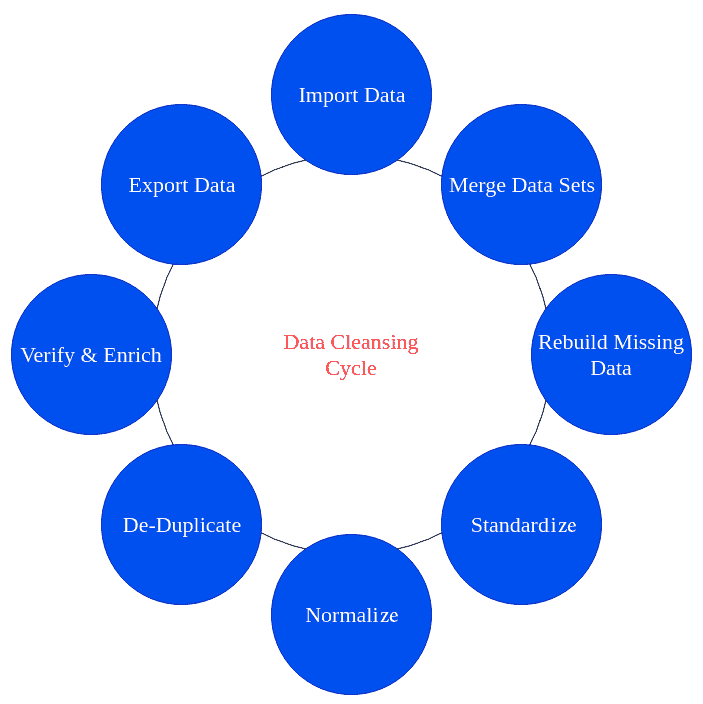 Import Data
Export Data
Merge Data Sets
Data Cleansing
Cycle
Verify & Enrich
Rebuild Missing
Data
De-Duplicate
Standardize
Normalize